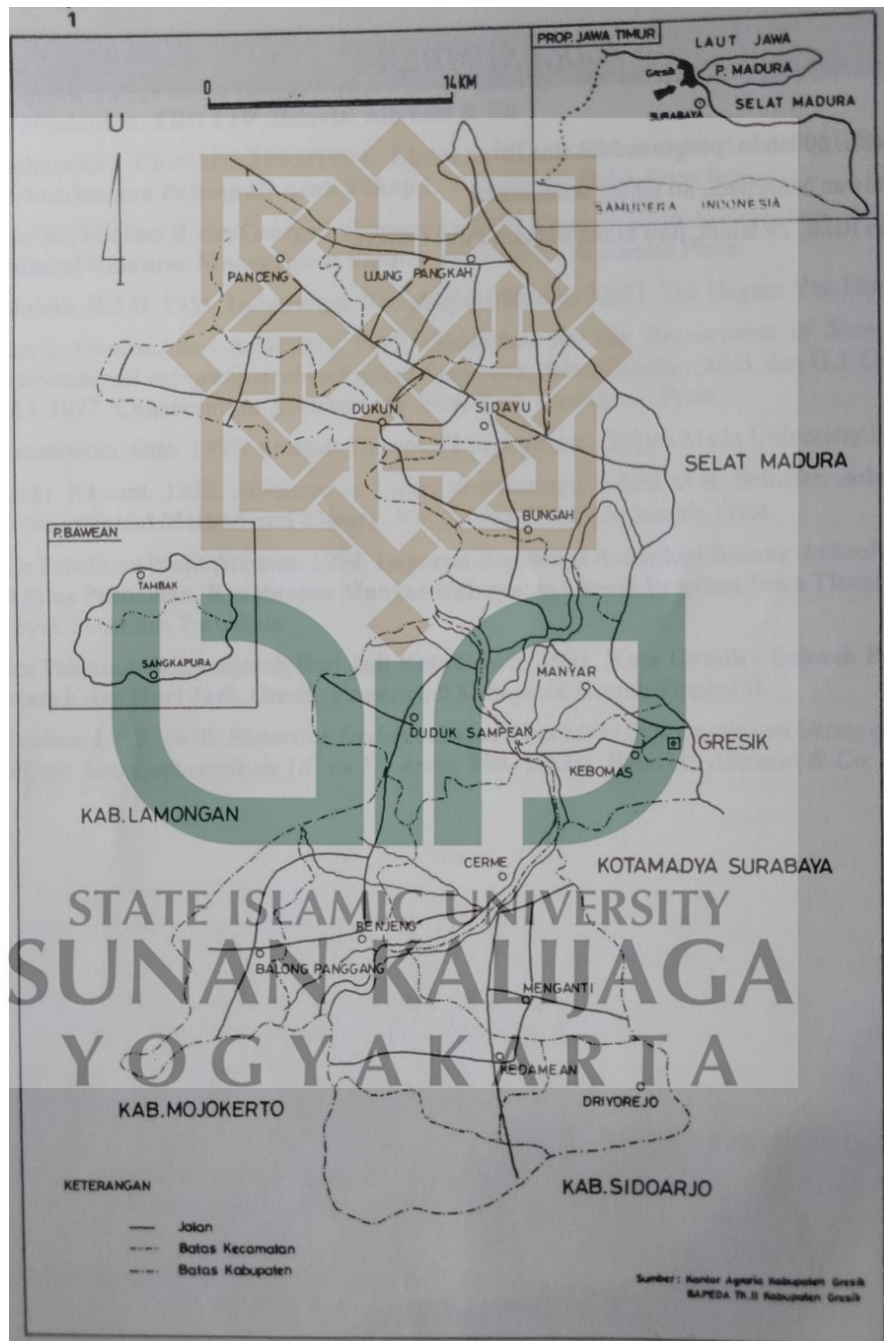 1
PROP. JAWA TIMUR
LAUT JAWA
Gresik
P. MADURA
SURABAYA
SELAT MADURA
SAMUDERA INDONESIA
0
14 KM
U
PANCENG
UJUNG PANGKAH
DUKUN
SIDAYU
SELAT MADURA
BUNGAH
P.BAWEAN
TAMBAK
SANGKAPURA
MANYAR
DUDUK SAMPEAN
GRESIK
KEBOMAS
KAB.LAMONGAN
CERME
KOTAMADYA SURABAYA
STATE ISLAMIC UNIVERSITY
BENJENG
SUNAN KALIJAGA
BALONG PANGGANG
MENGANTI
YOGYAKARTA
KEDAMEAN
DRIYOREJO
KAB.MOJOKERTO
KAB.SIDOARJO
KETERANGAN
Jalan
Batas Kecamatan
Batas Kabupaten
Sumber : Kantor Agraria Kabupaten Gresik
BAPEDA TK.II Kabupaten Gresik